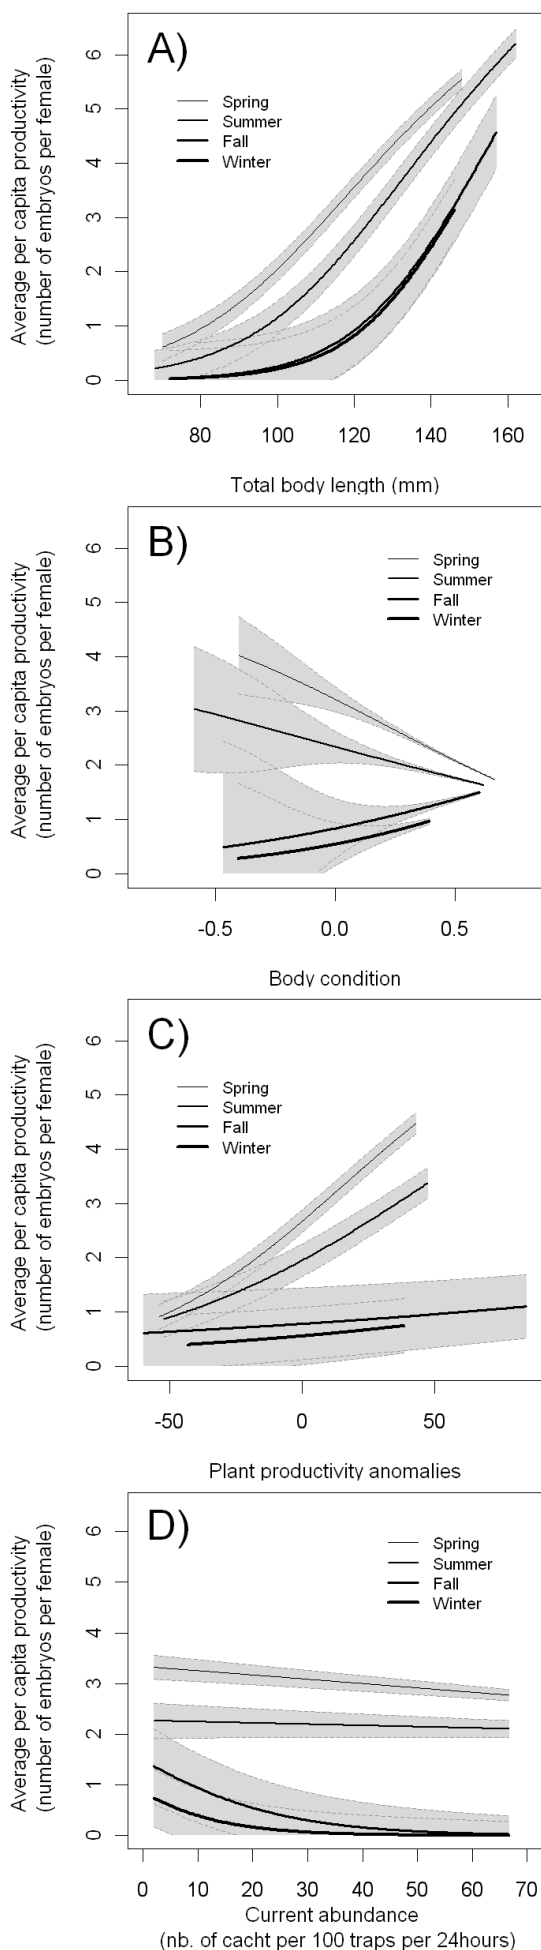 A)
Average per capita productivity
(number of embryos per female)
6
5
4
3
2
1
0
Spring
Summer
Fall
Winter
80 100 120 140 160
Total body length (mm)
B)
Average per capita productivity
(number of embryos per female)
6
5
4
3
2
1
0
Spring
Summer
Fall
Winter
-0.5 0.0 0.5
Body condition
C)
Average per capita productivity
(number of embryos per female)
6
5
4
3
2
1
0
Spring
Summer
Fall
Winter
-50 0 50
Plant productivity anomalies
D)
Average per capita productivity
(number of embryos per female)
6
5
4
3
2
1
0
Spring
Summer
Fall
Winter
0 10 20 30 40 50 60 70
Current abundance
(nb. of cacht per 100 traps per 24hours)